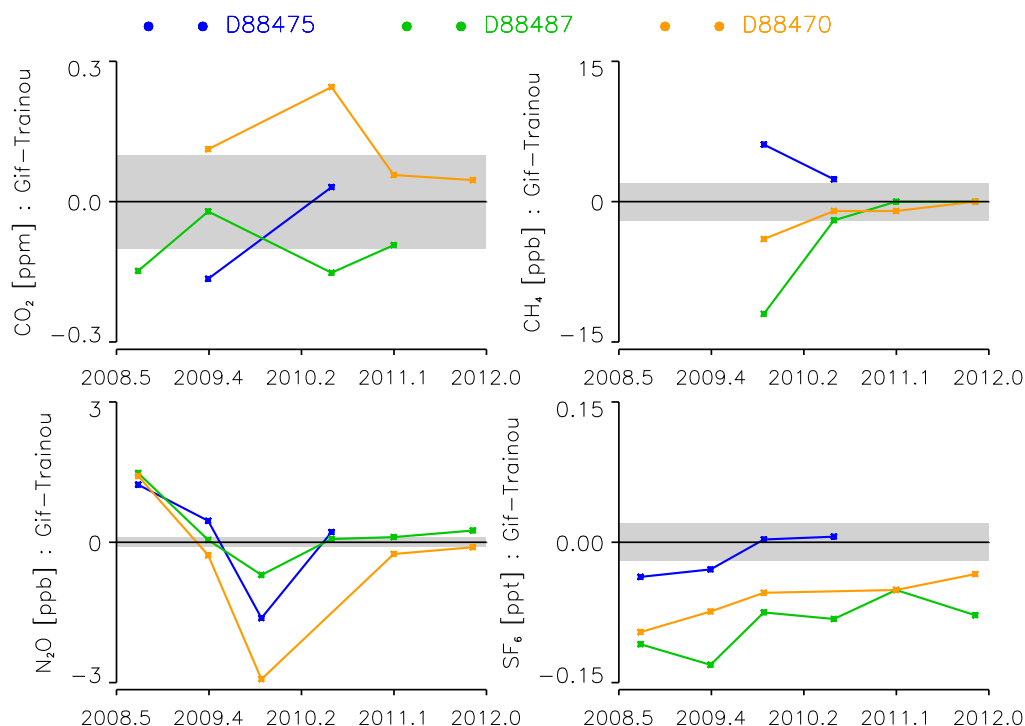 D88475 D88487 D88470
0.3
0.0
−0.3
CO₂ [ppm] : Gif−Trainou
2008.5 2009.4 2010.2 2011.1 2012.0
15
0
−15
CH₄ [ppb] : Gif−Trainou
2008.5 2009.4 2010.2 2011.1 2012.0
3
0
−3
N₂O [ppb] : Gif−Trainou
2008.5 2009.4 2010.2 2011.1 2012.0
0.15
0.00
−0.15
SF₆ [ppt] : Gif−Trainou
2008.5 2009.4 2010.2 2011.1 2012.0